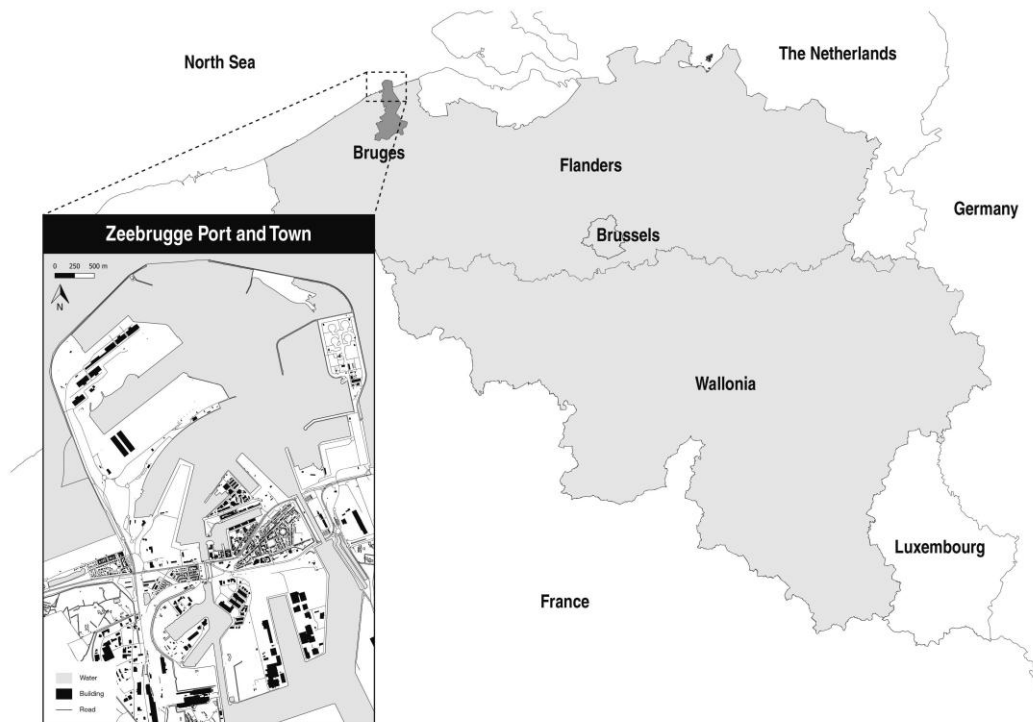 North Sea
The Netherlands
Bruges
Flanders
Germany
Brussels
Zeebrugge Port and Town
0 250 500 m
N
Wallonia
Luxembourg
France
Water
Building
Road